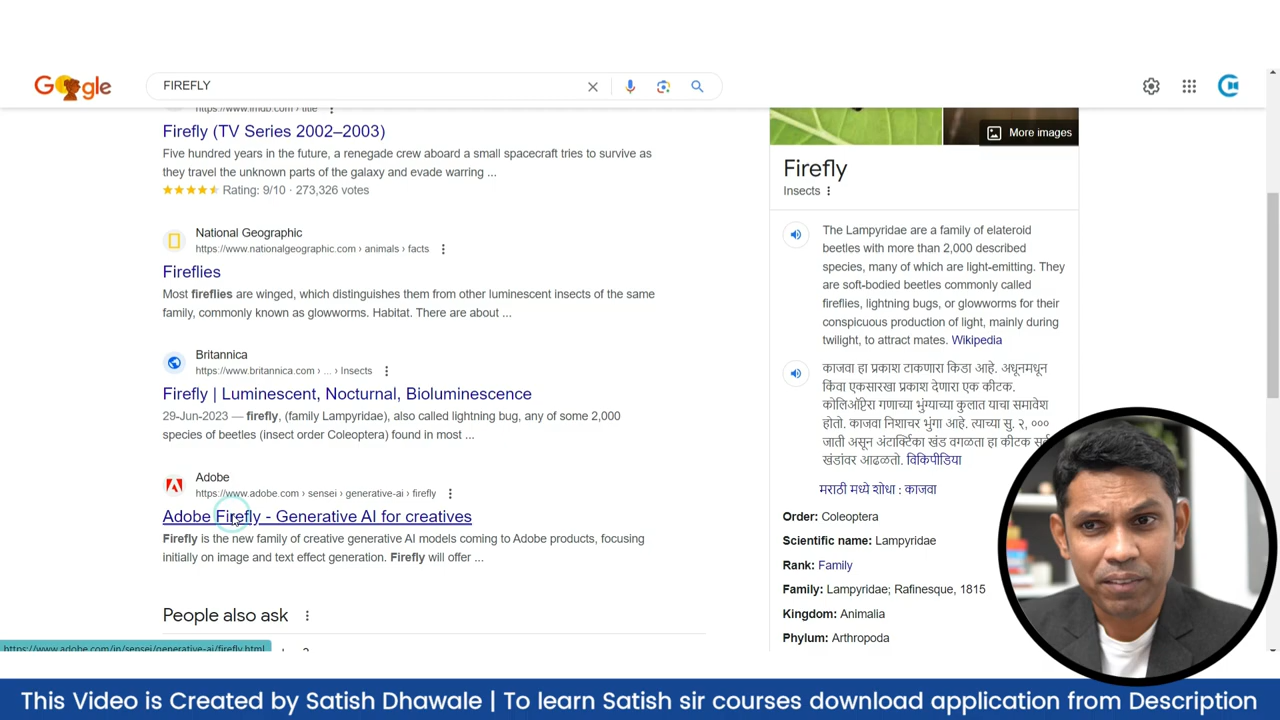 Google
FIREFLY
https://www.imdb.com › title
Firefly (TV Series 2002–2003)
Five hundred years in the future, a renegade crew aboard a small spacecraft tries to survive as
they travel the unknown parts of the galaxy and evade warring ...
Rating: 9/10 · 273,326 votes
National Geographic
https://www.nationalgeographic.com › animals › facts
Fireflies
Most fireflies are winged, which distinguishes them from other luminescent insects of the same
family, commonly known as glowworms. Habitat. There are about ...
Britannica
https://www.britannica.com › ... › Insects
Firefly | Luminescent, Nocturnal, Bioluminescence
29-Jun-2023 — firefly, (family Lampyridae), also called lightning bug, any of some 2,000
species of beetles (insect order Coleoptera) found in most ...
Adobe
https://www.adobe.com › sensei › generative-ai › firefly
Adobe Firefly - Generative AI for creatives
Firefly is the new family of creative generative AI models coming to Adobe products, focusing
initially on image and text effect generation. Firefly will offer ...
People also ask
https://www.adobe.com/in/sensei/generative-ai/firefly.html
More images
Firefly
Insects
The Lampyridae are a family of elateroid
beetles with more than 2,000 described
species, many of which are light-emitting. They
are soft-bodied beetles commonly called
fireflies, lightning bugs, or glowworms for their
conspicuous production of light, mainly during
twilight, to attract mates. Wikipedia
काजवा हा प्रकाश टाकणारा किडा आहे. अधूनमधून
किंवा एकसारखा प्रकाश देणारा एक कीटक.
कोलिऑप्टेरा गणाच्या भुंग्याच्या कुलात याचा समावेश
होतो. काजवा निशाचर भुंगा आहे. त्याच्या सु. २, ०००
जाती असून अंटार्क्टिका खंड वगळता हा कीटक सर्व
खंडांवर आढळतो. विकिपीडिया
मराठी मध्ये शोधा : काजवा
Order: Coleoptera
Scientific name: Lampyridae
Rank: Family
Family: Lampyridae; Rafinesque, 1815
Kingdom: Animalia
Phylum: Arthropoda
This Video is Created by Satish Dhawale | To learn Satish sir courses download application from Description